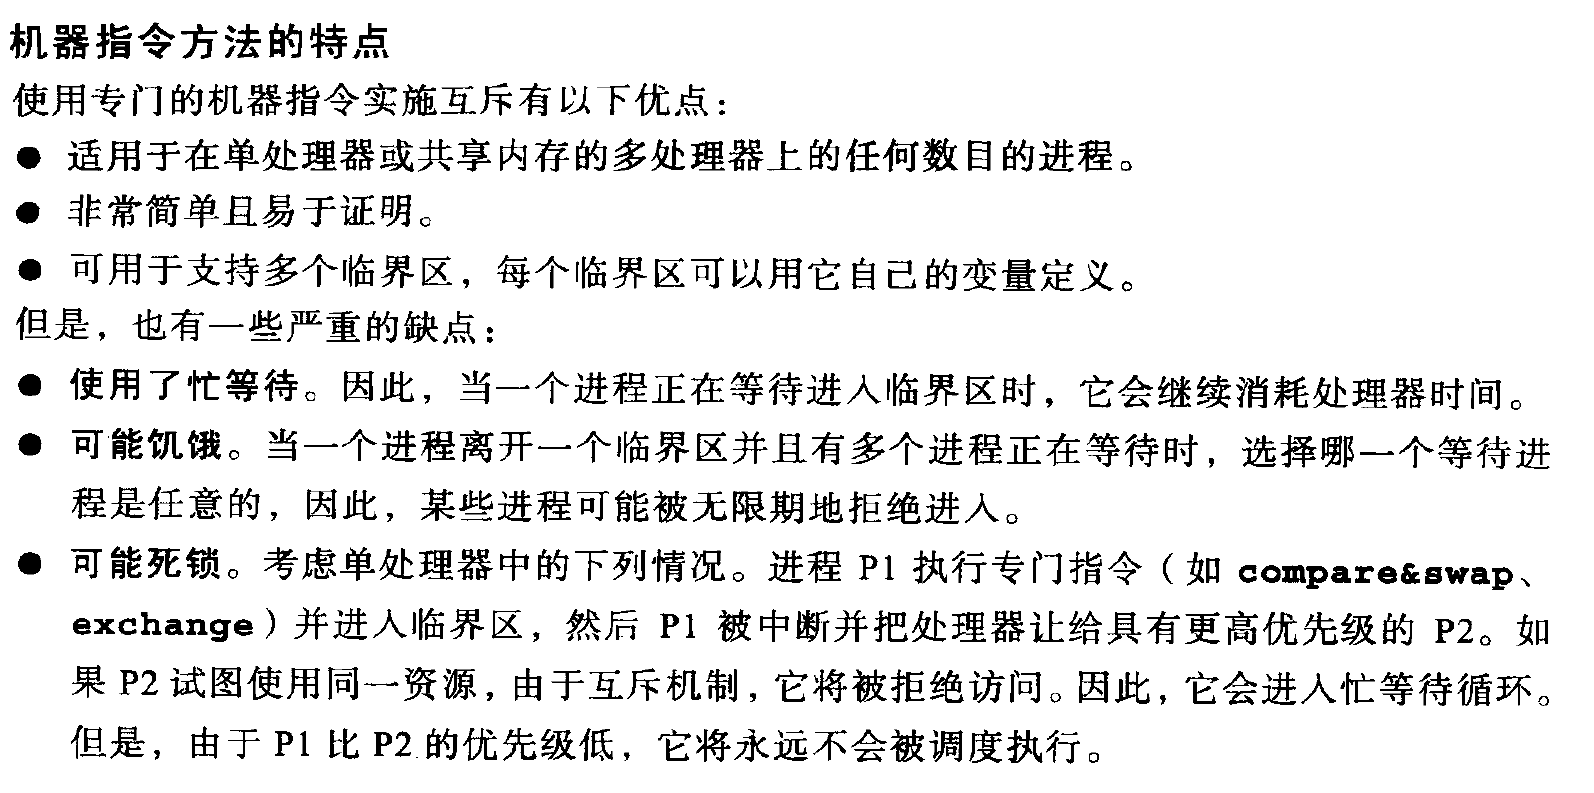 机器指令方法的特点
使用专门的机器指令实施互斥有以下优点：
● 适用于在单处理器或共享内存的多处理器上的任何数目的进程。
● 非常简单且易于证明。
● 可用于支持多个临界区，每个临界区可以用它自己的变量定义。
但是，也有一些严重的缺点：
● 使用了忙等待。因此，当一个进程正在等待进入临界区时，它会继续消耗处理器时间。
● 可能饥饿。当一个进程离开一个临界区并且有多个进程正在等待时，选择哪一个等待进
程是任意的，因此，某些进程可能被无限期地拒绝进入。
● 可能死锁。考虑单处理器中的下列情况。进程 P1 执行专门指令（如 compare&swap、
exchange）并进入临界区，然后 P1 被中断并把处理器让给具有更高优先级的 P2。如
果 P2 试图使用同一资源，由于互斥机制，它将被拒绝访问。因此，它会进入忙等待循环。
但是，由于 P1 比 P2 的优先级低，它将永远不会被调度执行。